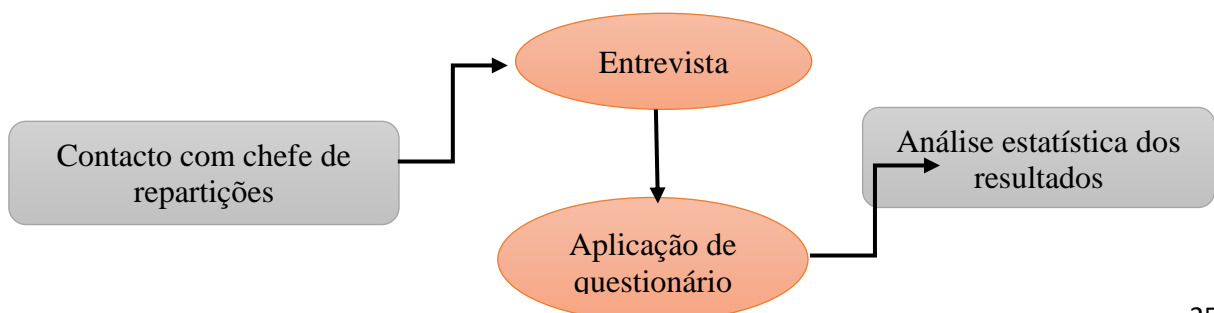 Entrevista
Contacto com chefe de
repartições
Análise estatística dos
resultados
Aplicação de
questionário